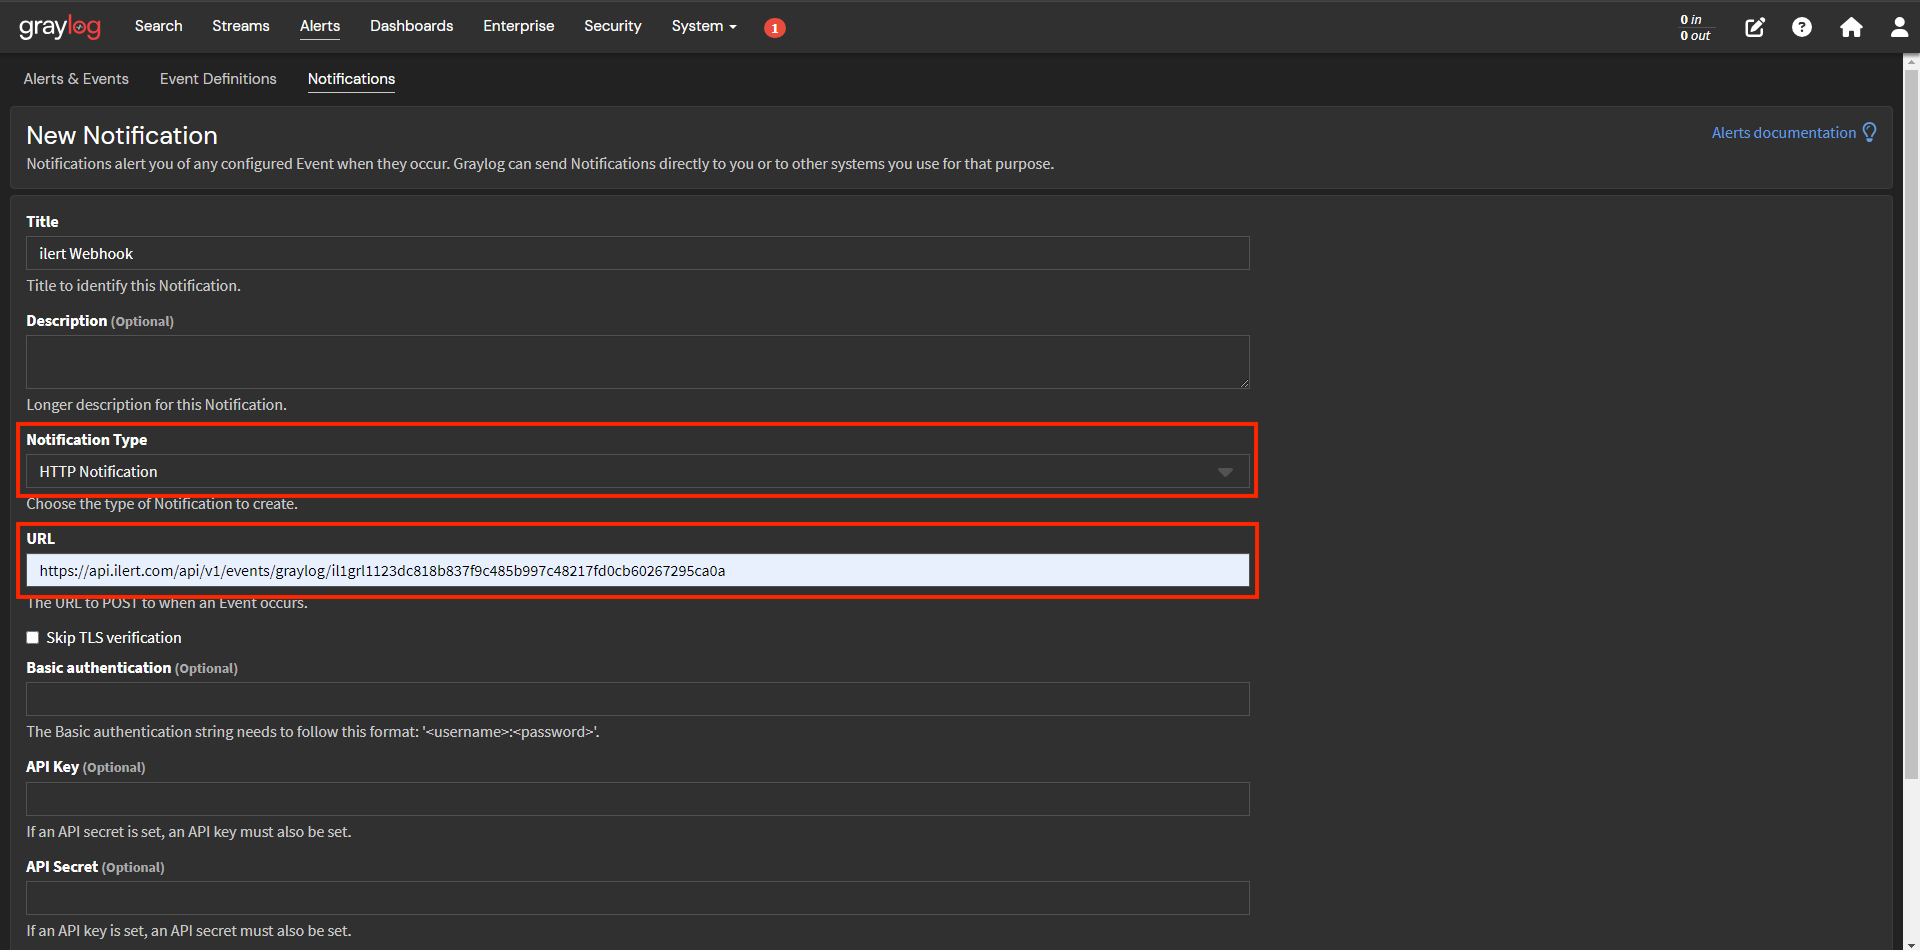 graylog Search Streams Alerts Dashboards Enterprise Security System 1 0 in
0 out
Alerts & Events Event Definitions Notifications
New Notification
Alerts documentation
Notifications alert you of any configured Event when they occur. Graylog can send Notifications directly to you or to other systems you use for that purpose.
Title
ilert Webhook
Title to identify this Notification.
Description (Optional)
Longer description for this Notification.
Notification Type
HTTP Notification
Choose the type of Notification to create.
URL
https://api.ilert.com/api/v1/events/graylog/il1grl1123dc818b837f9c485b997c48217fd0cb60267295ca0a
The URL to POST to when an Event occurs.
Skip TLS verification
Basic authentication (Optional)
The Basic authentication string needs to follow this format: '<username>:<password>'.
API Key (Optional)
If an API secret is set, an API key must also be set.
API Secret (Optional)
If an API key is set, an API secret must also be set.